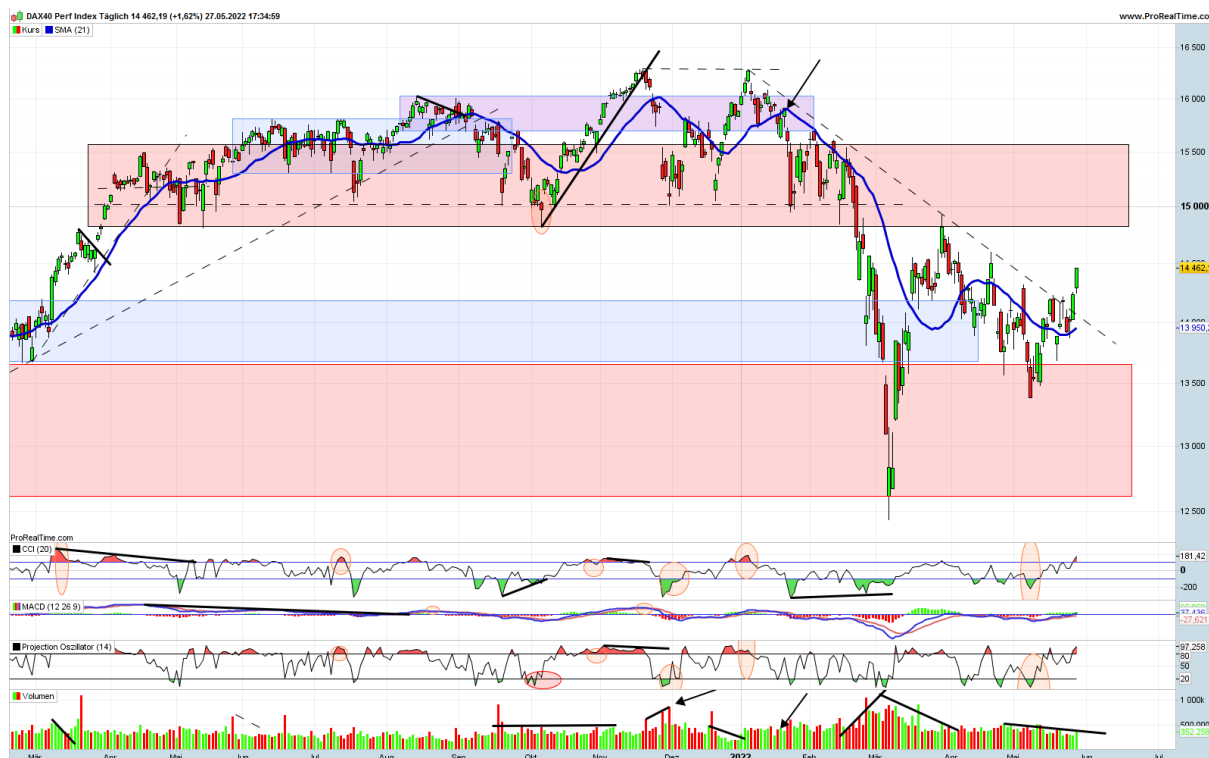 DAX40 Perf Index Täglich 14 462,19 (+1,62%) 27.05.2022 17:34:59
www.ProRealTime.com
Kurs SMA (21)
16 500
16 000
15 500
15 000
14 462,
13 950,
13 500
13 000
12 500
ProRealTime.com
CCI (20)
181,42
0
-200
MACD (12 26 9)
-27,621
Projection Oszillator (14)
97,258
50
20
Volumen
1 000k
352,258
Mär Apr Mai Jun Jul Aug Sep Okt Nov Dez 2022 Feb Mär Apr Mai Jun Jul